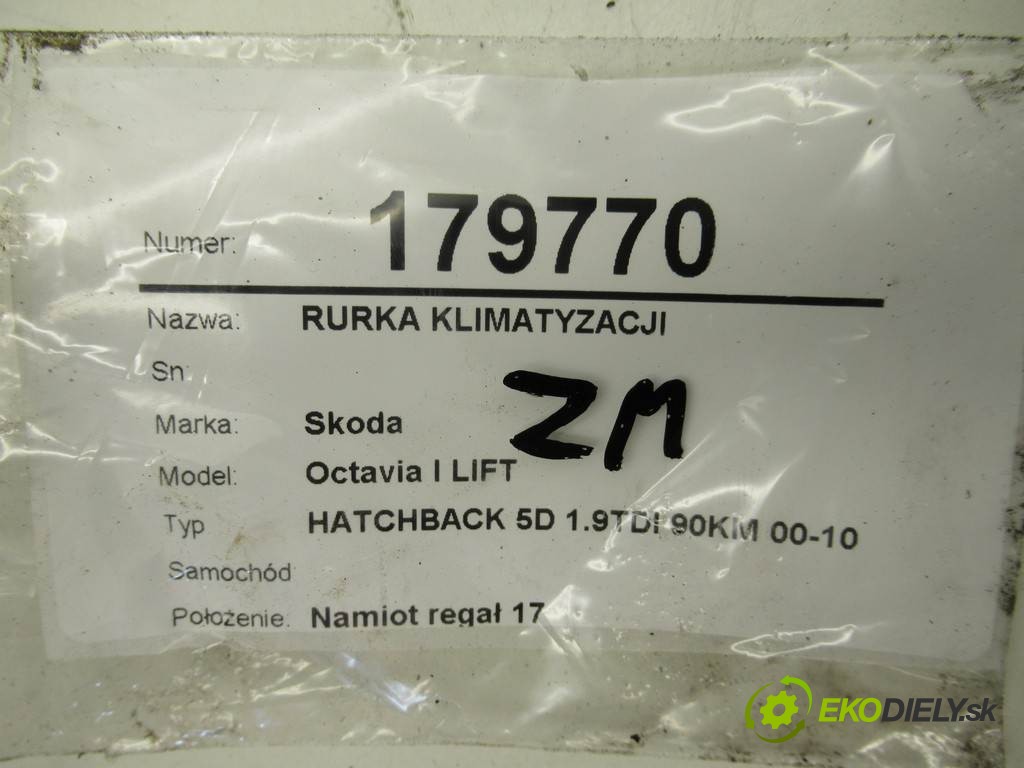 Numer: 179770
Nazwa: RURKA KLIMATYZACJI
Sn
ZM
Marka: Skoda
Model: Octavia I LIFT
Typ HATCHBACK 5D 1.9TDI 90KM 00-10
Samochód
Położenie: Namiot regał 17
EKODIELY.sk